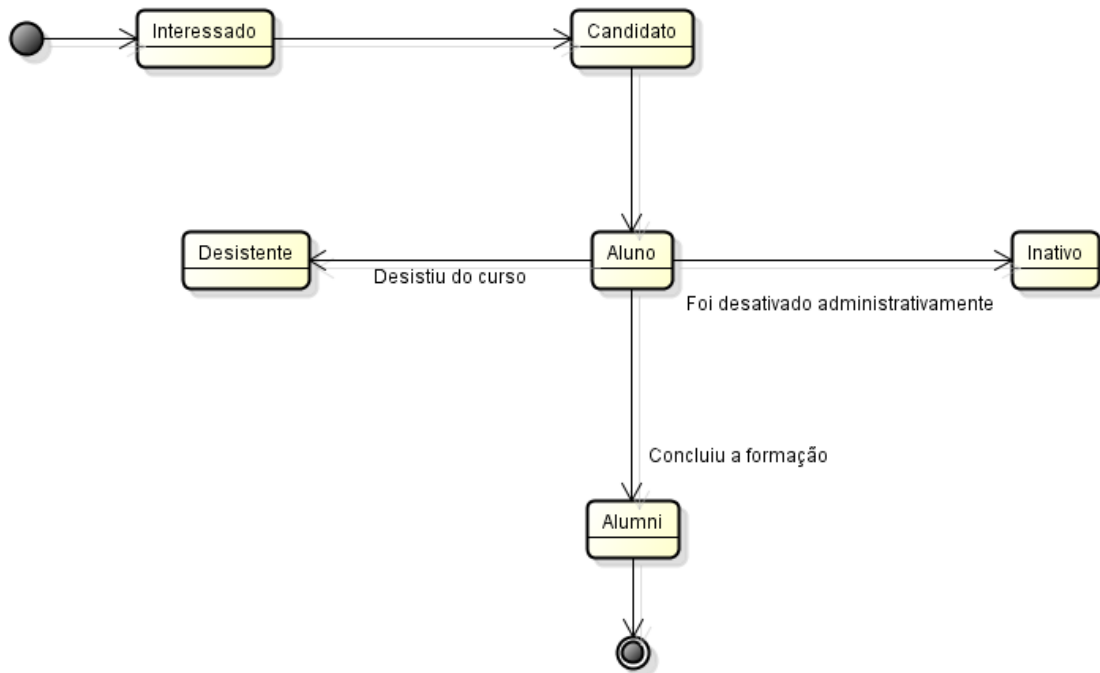 Interessado
Candidato
Desistente
Aluno
Inativo
Desistiu do curso
Foi desativado administrativamente
Concluiu a formação
Alumni